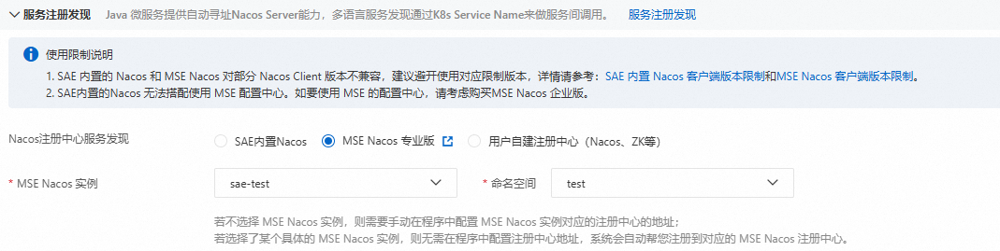 服务注册发现 Java 微服务提供自动寻址Nacos Server能力，多语言服务发现通过K8s Service Name来做服务间调用。 服务注册发现
使用限制说明
1. SAE 内置的 Nacos 和 MSE Nacos 对部分 Nacos Client 版本不兼容，建议避开使用对应限制版本，详情请参考：SAE 内置 Nacos 客户端版本限制和MSE Nacos 客户端版本限制。
2. SAE内置的Nacos 无法搭配使用 MSE 配置中心。如要使用 MSE 的配置中心，请考虑购买MSE Nacos 企业版。
Nacos注册中心服务发现 SAE内置Nacos MSE Nacos 专业版 用户自建注册中心（Nacos、ZK等）
* MSE Nacos 实例 sae-test * 命名空间 test
若不选择 MSE Nacos 实例，则需要手动在程序中配置 MSE Nacos 实例对应的注册中心的地址；
若选择了某个具体的 MSE Nacos 实例，则无需在程序中配置注册中心地址，系统会自动帮您注册到对应的 MSE Nacos 注册中心。